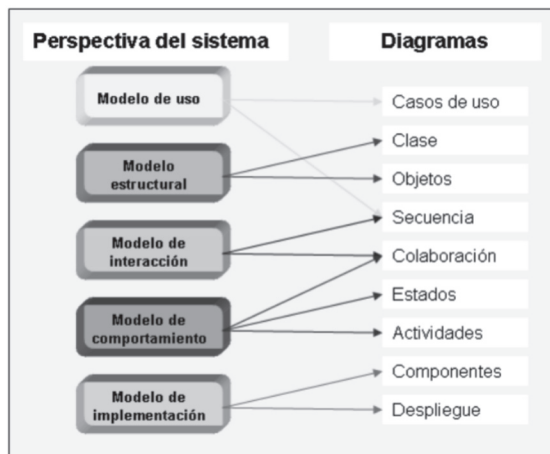 Perspectiva del sistema
Diagramas
Modelo de uso
Modelo
estructural
Modelo de
interacción
Modelo de
comportamiento
Modelo de
implementación
Casos de uso
Clase
Objetos
Secuencia
Colaboración
Estados
Actividades
Componentes
Despliegue